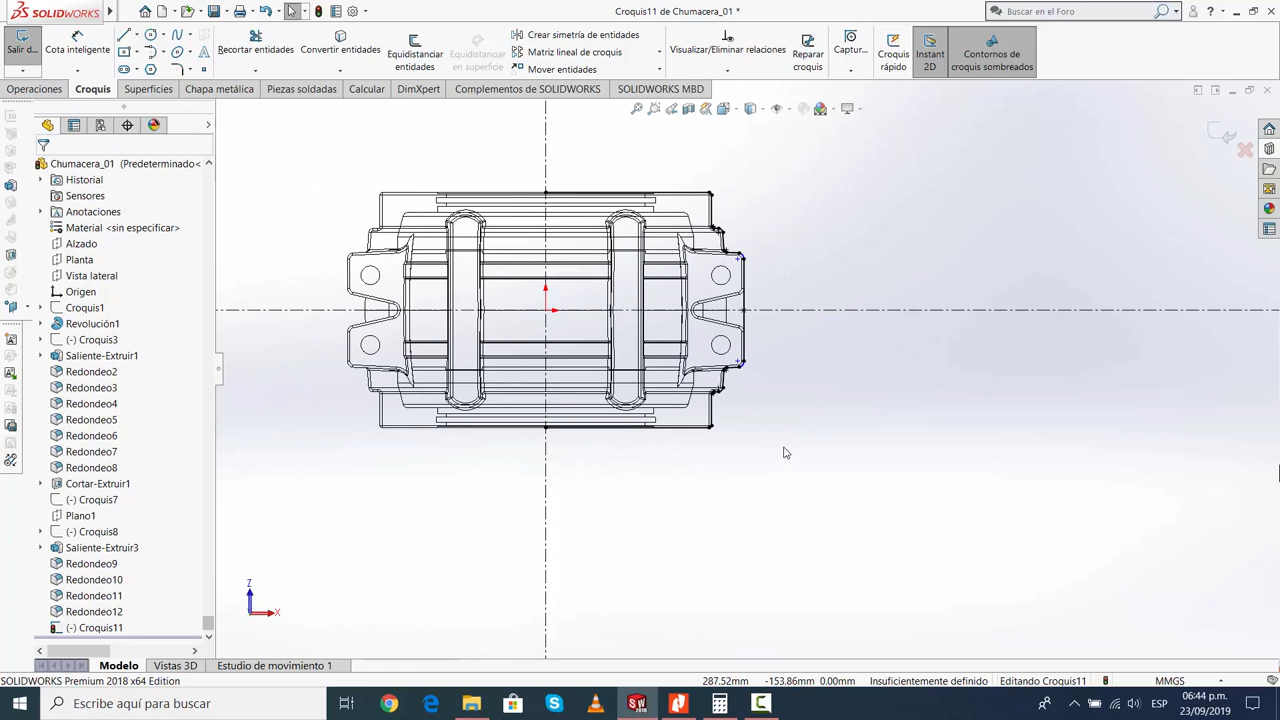 SOLIDWORKS
Croquis11 de Chumacera_01 *
Buscar en el Foro
Salir d...
Cota inteligente
Recortar entidades
Convertir entidades
Equidistanciar entidades
Equidistanciar en superficie
Crear simetría de entidades
Matriz lineal de croquis
Mover entidades
Visualizar/Eliminar relaciones
Reparar croquis
Captur...
Croquis rápido
Instant 2D
Contornos de croquis sombreados
Operaciones
Croquis
Superficies
Chapa metálica
Piezas soldadas
Calcular
DimXpert
Complementos de SOLIDWORKS
SOLIDWORKS MBD
Chumacera_01 (Predeterminado<
Historial
Sensores
Anotaciones
Material <sin especificar>
Alzado
Planta
Vista lateral
Origen
Croquis1
Revolución1
(-) Croquis3
Saliente-Extruir1
Redondeo2
Redondeo3
Redondeo4
Redondeo5
Redondeo6
Redondeo7
Redondeo8
Cortar-Extruir1
(-) Croquis7
Plano1
(-) Croquis8
Saliente-Extruir3
Redondeo9
Redondeo10
Redondeo11
Redondeo12
(-) Croquis11
Z
X
Modelo
Vistas 3D
Estudio de movimiento 1
SOLIDWORKS Premium 2018 x64 Edition
287.52mm
-153.86mm
0.00mm
Insuficientemente definido
Editando Croquis11
MMGS
Escribe aquí para buscar
ESP
06:44 p.m.
23/09/2019